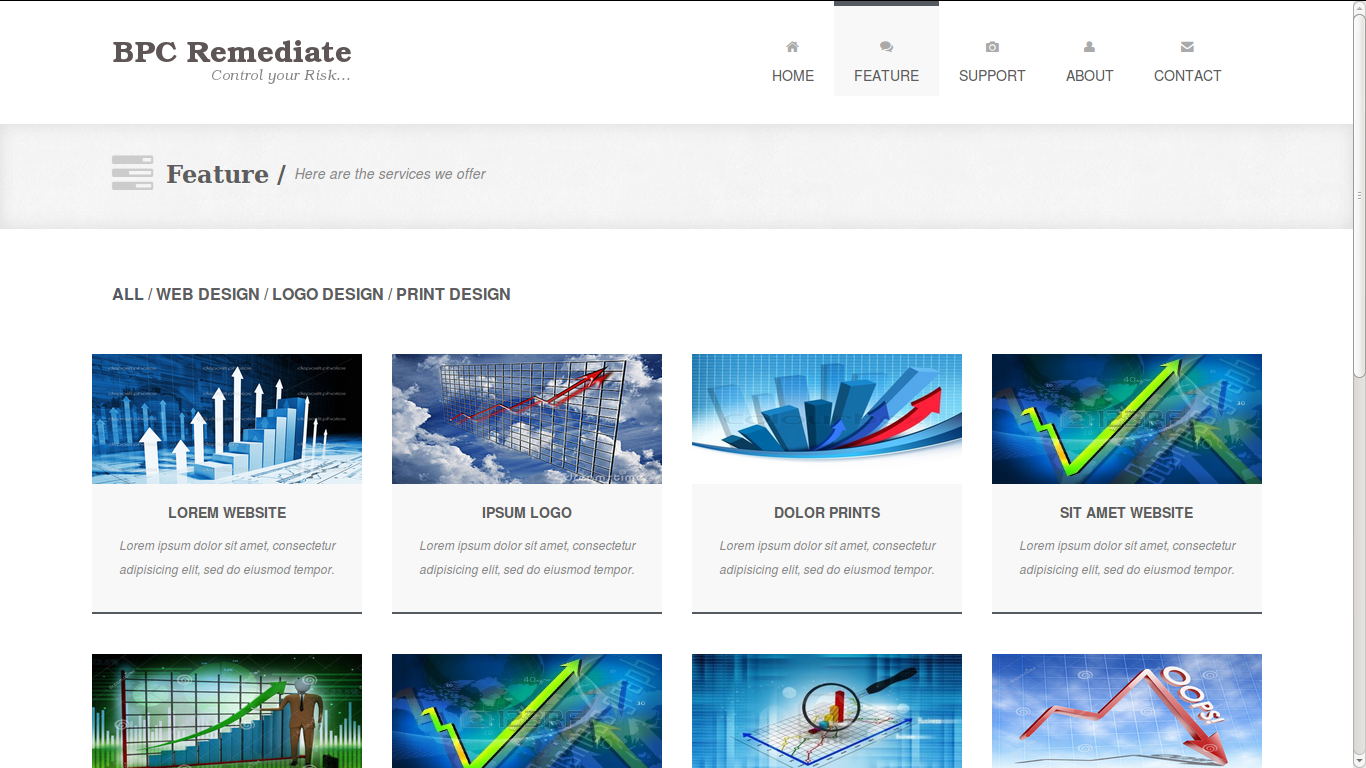 BPC Remediate
Control your Risk...
HOME
FEATURE
SUPPORT
ABOUT
CONTACT
Feature / Here are the services we offer
ALL / WEB DESIGN / LOGO DESIGN / PRINT DESIGN
LOREM WEBSITE
Lorem ipsum dolor sit amet, consectetur
adipisicing elit, sed do eiusmod tempor.
IPSUM LOGO
Lorem ipsum dolor sit amet, consectetur
adipisicing elit, sed do eiusmod tempor.
DOLOR PRINTS
Lorem ipsum dolor sit amet, consectetur
adipisicing elit, sed do eiusmod tempor.
SIT AMET WEBSITE
Lorem ipsum dolor sit amet, consectetur
adipisicing elit, sed do eiusmod tempor.
OOPS!